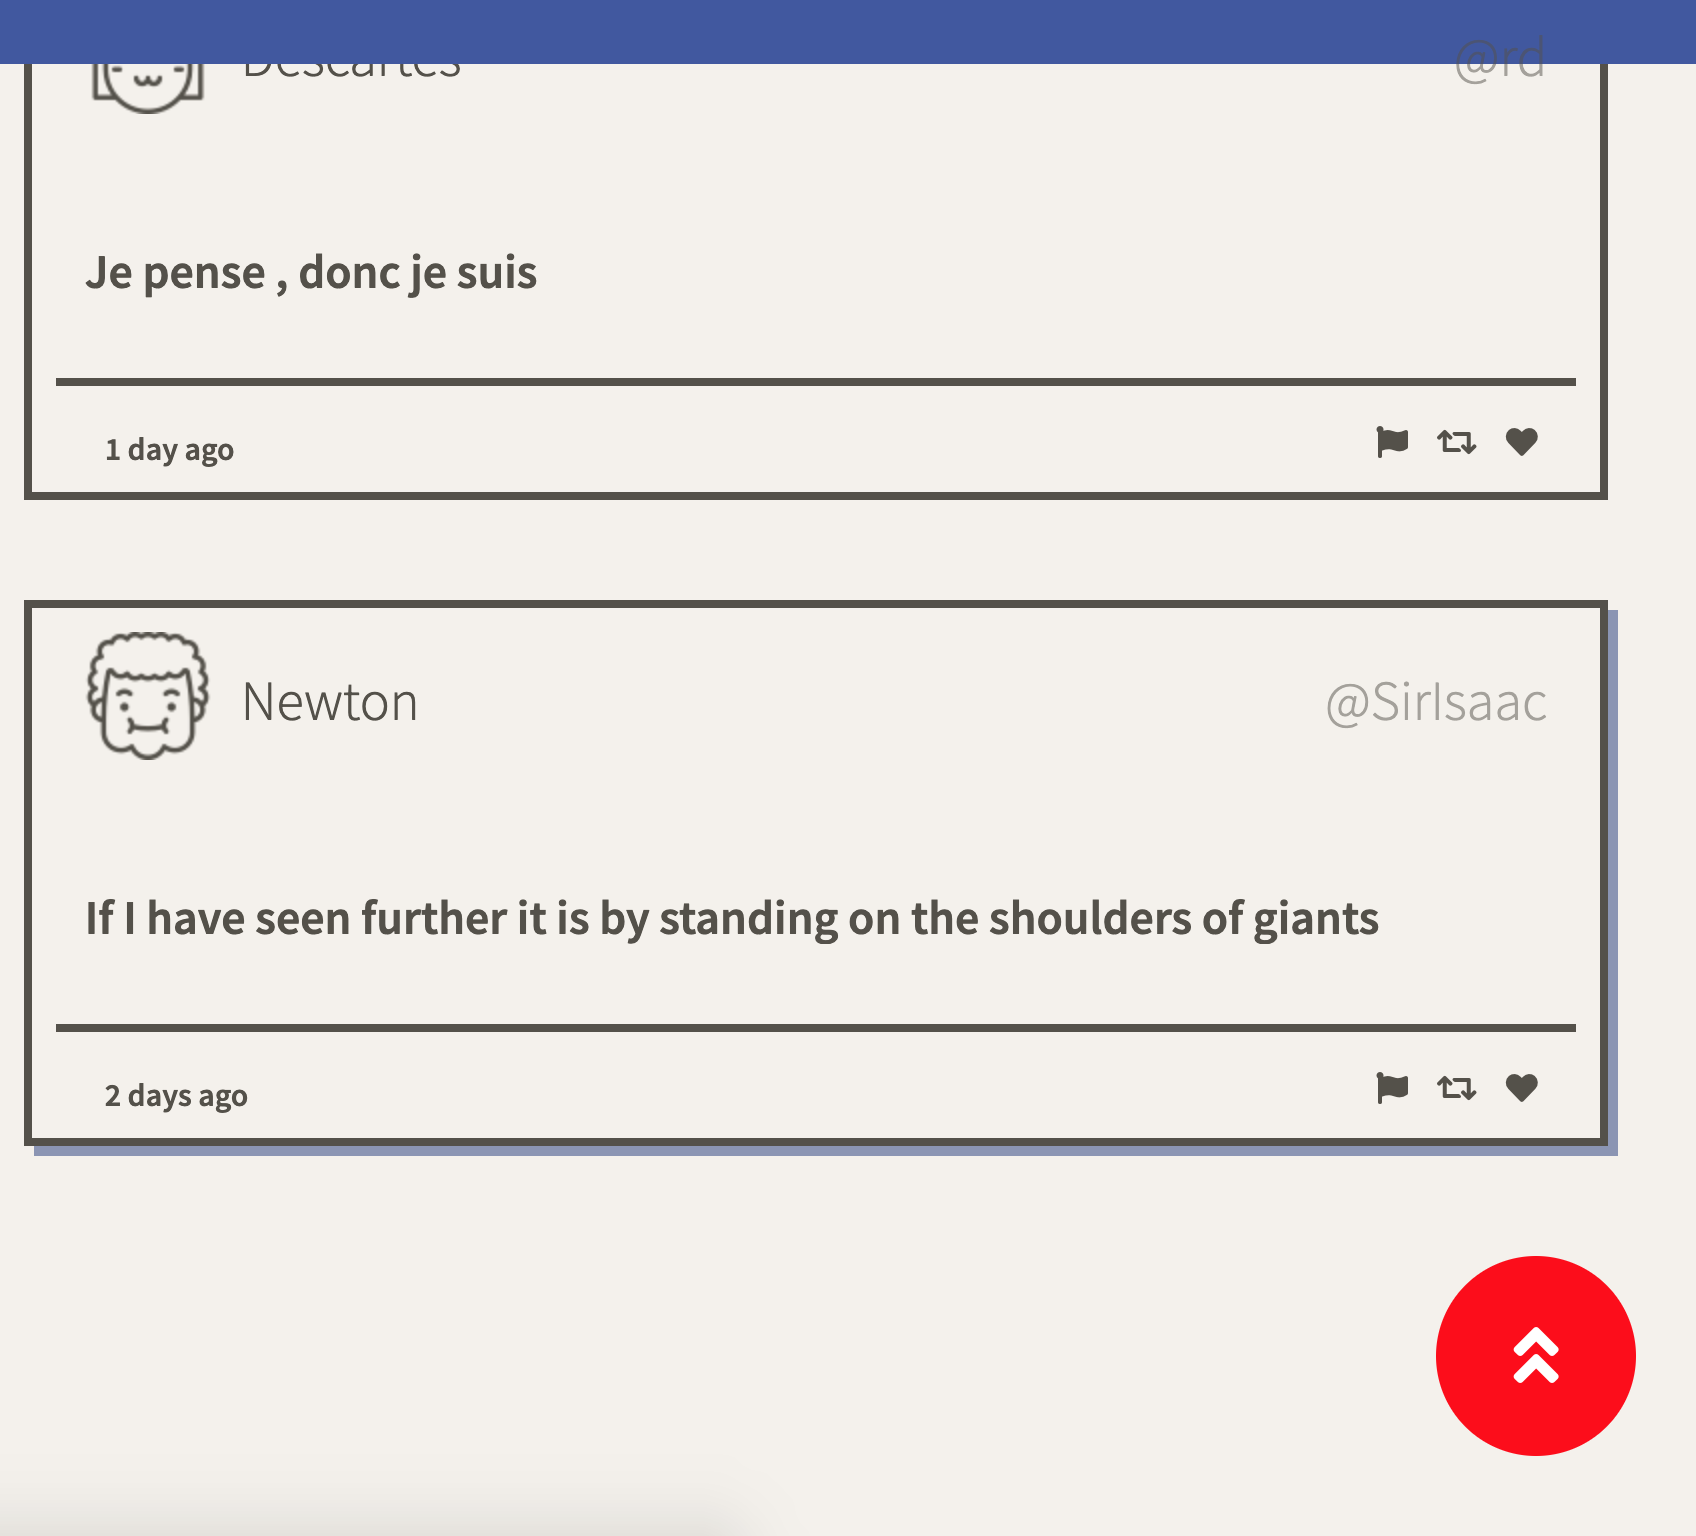 Descartes @rd
Je pense , donc je suis
1 day ago
Newton @SirIsaac
If I have seen further it is by standing on the shoulders of giants
2 days ago